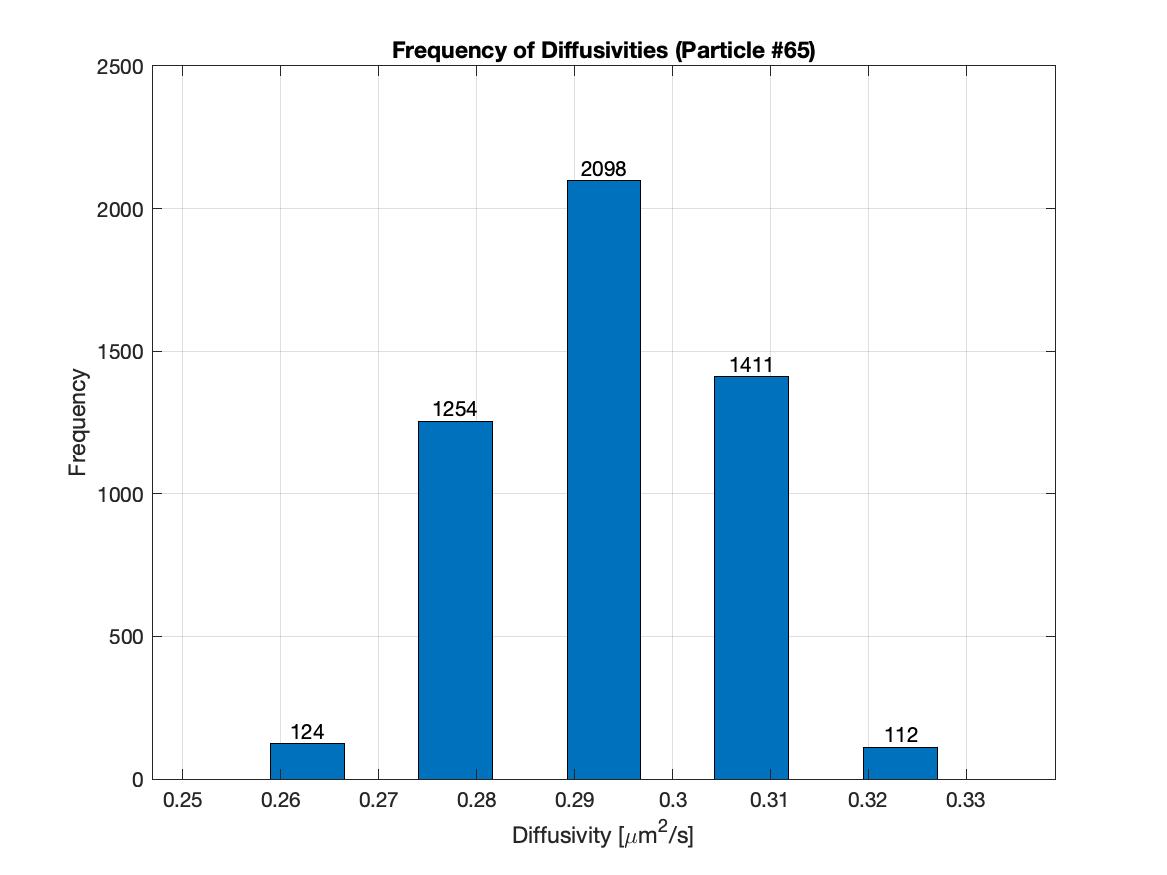 Frequency of Diffusivities (Particle #65)
2500
2000
1500
1000
500
0
Frequency
124
1254
2098
1411
112
0.25 0.26 0.27 0.28 0.29 0.3 0.31 0.32 0.33
Diffusivity [μm²/s]